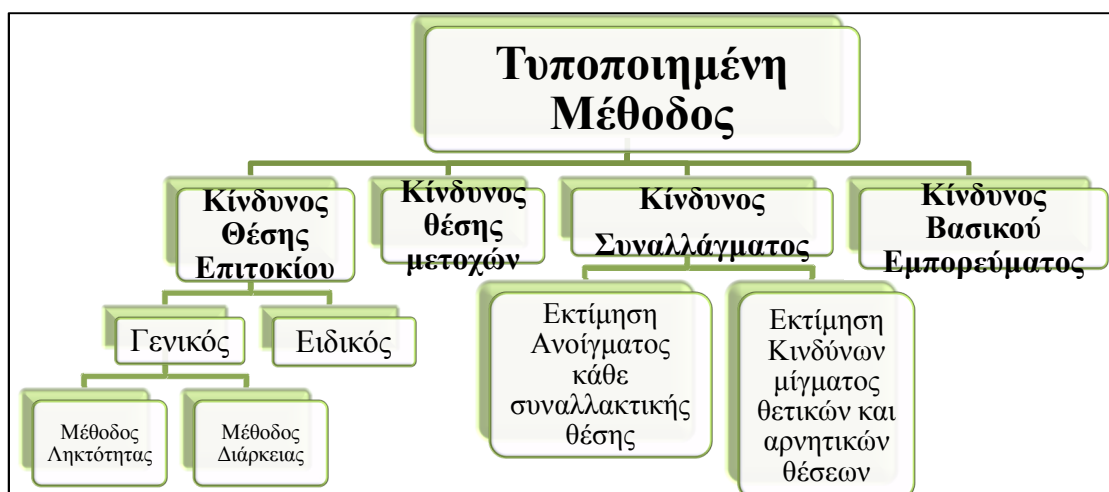 Τυποποιημένη
Μέθοδος
Κίνδυνος
Θέσης
Επιτοκίου
Κίνδυνος
θέσης
μετοχών
Κίνδυνος
Συναλλάγματος
Κίνδυνος
Βασικού
Εμπορεύματος
Γενικός
Ειδικός
Εκτίμηση
Ανοίγματος
κάθε
συναλλακτικής
θέσης
Εκτίμηση
Κινδύνων
μίγματος
θετικών και
αρνητικών
θέσεων
Μέθοδος
Ληκτότητας
Μέθοδος
Διάρκειας